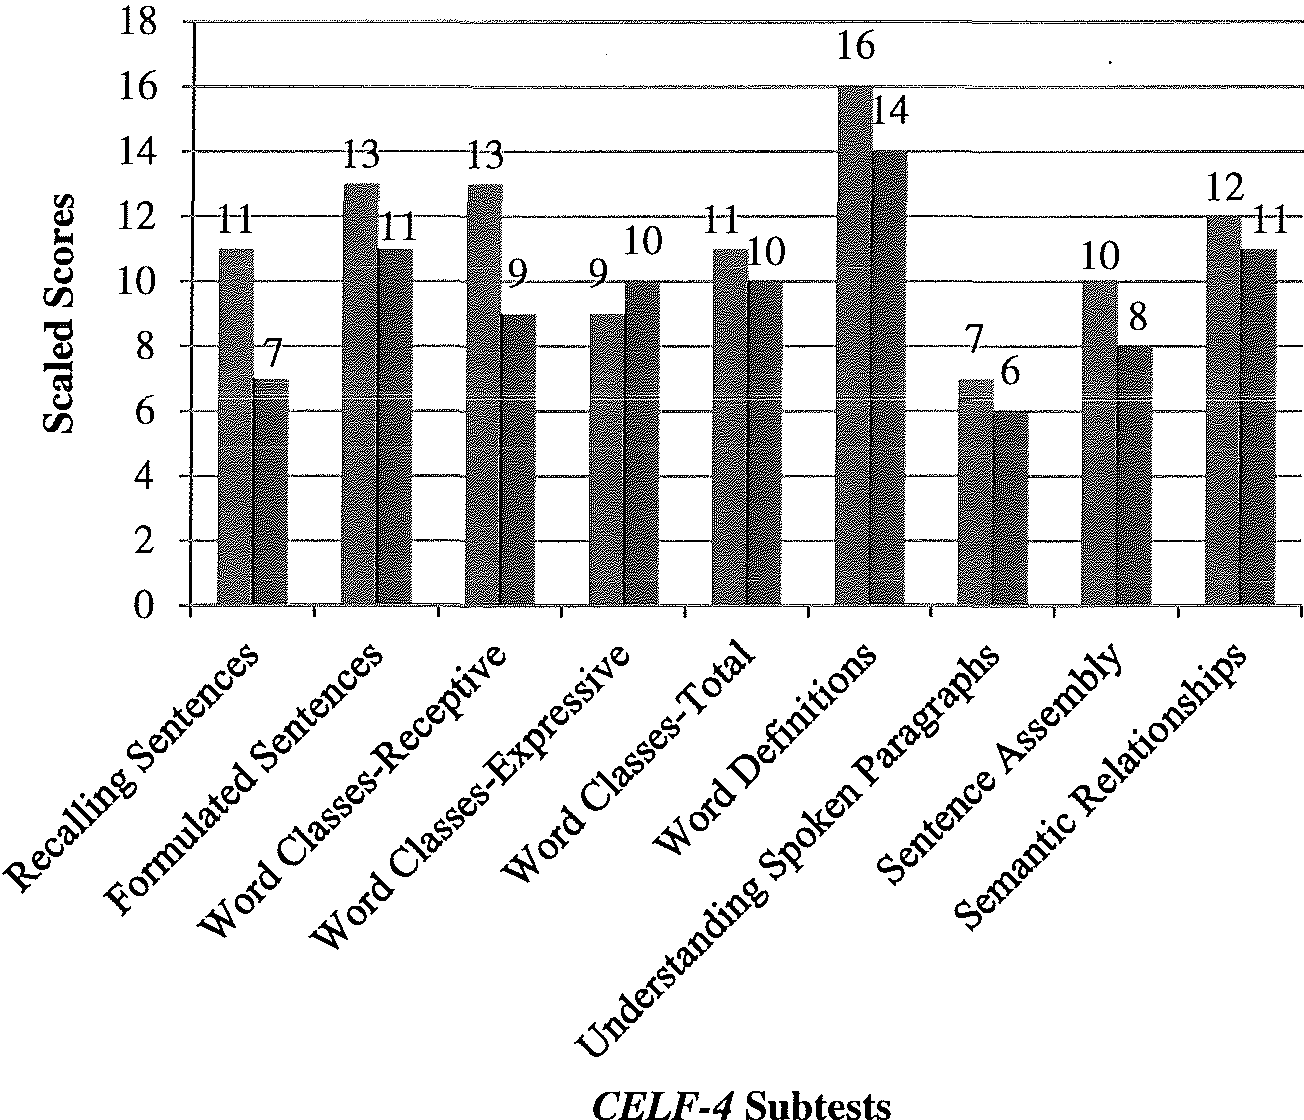 18
16
14
12
10
8
6
4
2
0
Scaled Scores
11
7
13
11
13
9
9
10
11
10
16
14
7
6
10
8
12
11
Recalling Sentences
Formulated Sentences
Word Classes-Receptive
Word Classes-Expressive
Word Classes-Total
Word Definitions
Understanding Spoken Paragraphs
Sentence Assembly
Semantic Relationships
CELF-4 Subtests